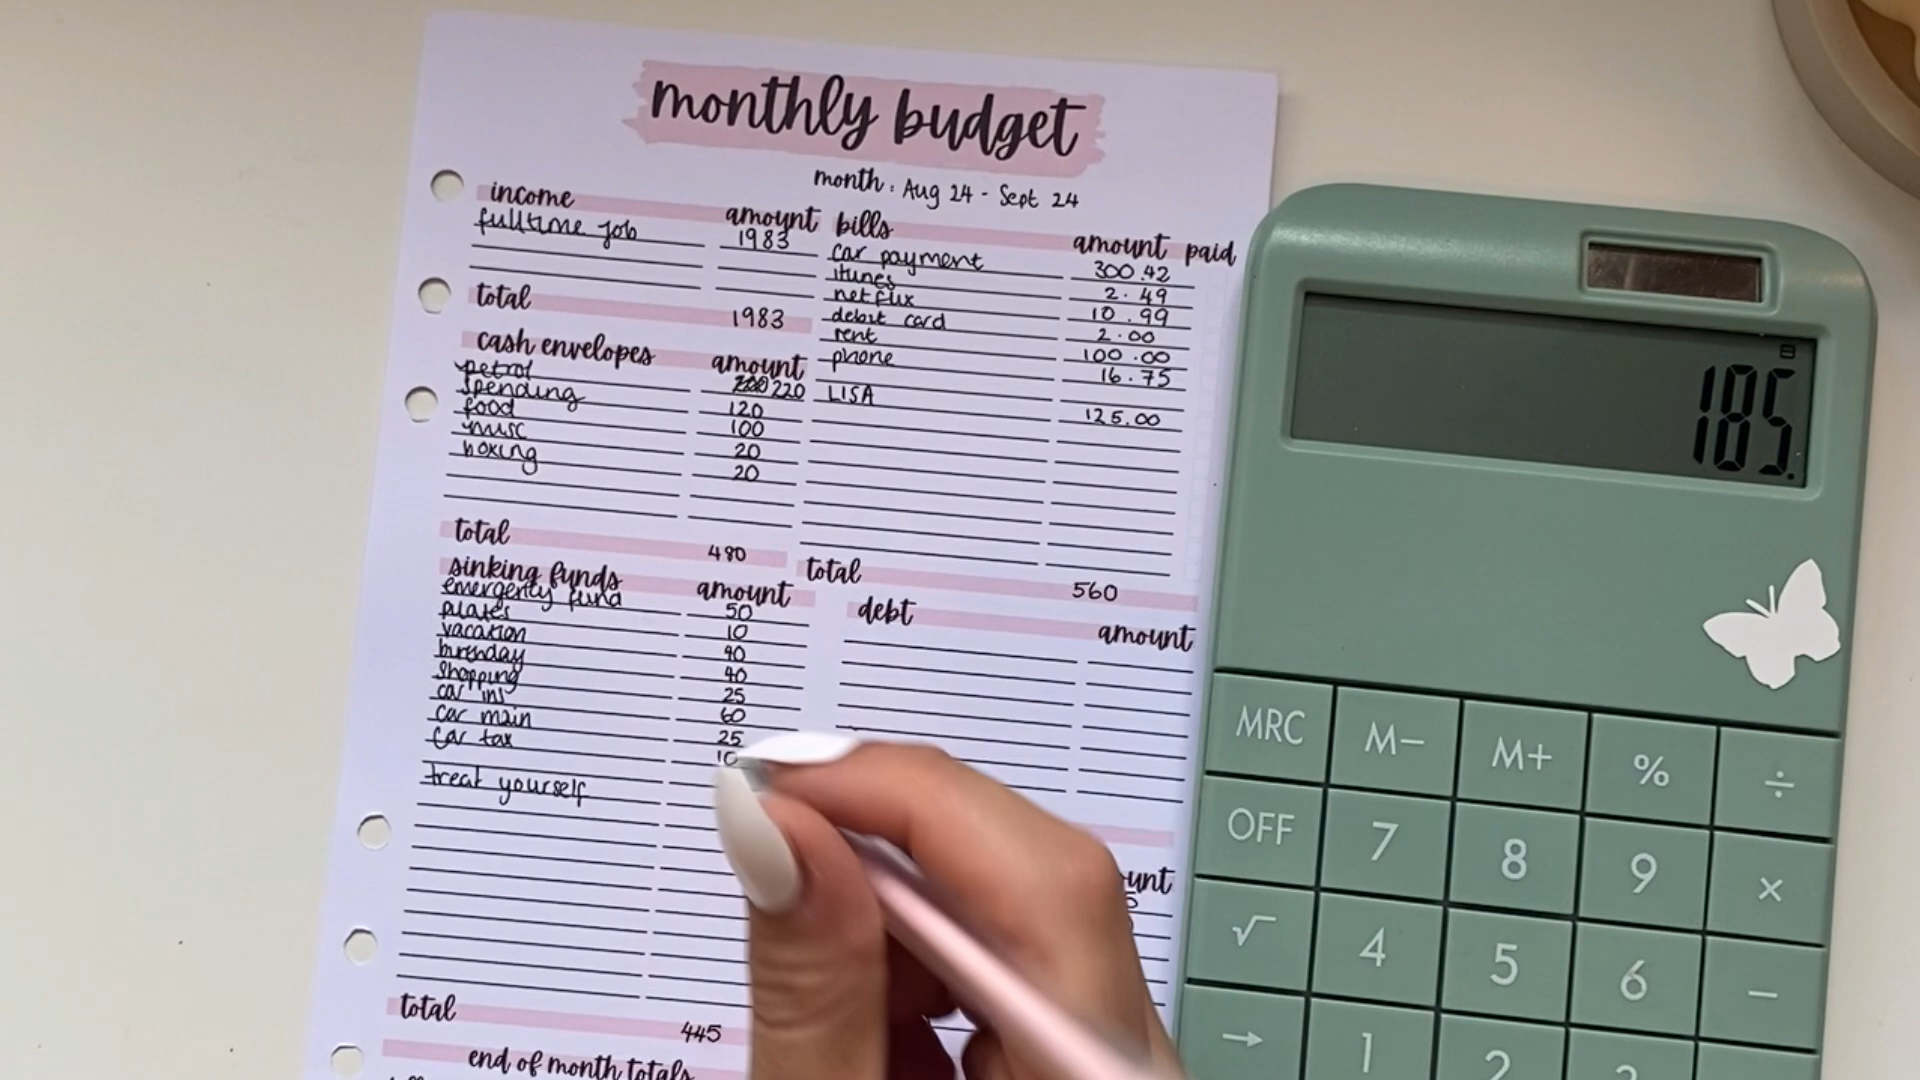 monthly budget
month: Aug 24 - Sept 24
income amount
fulltime job 1983
total 1983
cash envelopes amount
petrol 220
spending 120
food 100
misc 20
boxing 20
total 480
sinking funds amount
emergency fund 50
pilates 10
vacation 90
birthday 40
shopping 25
car ins 60
car main 25
car tax 10
treat yourself
total 445
end of month totals
bills amount paid
car payment 300.42
itunes 2.49
netflix 10.99
debit card 2.00
rent 100.00
phone 16.75
LISA 125.00
total 560
debt amount
185.
MRC M- M+ % ÷
OFF 7 8 9 ×
√ 4 5 6 −
→ 1 2